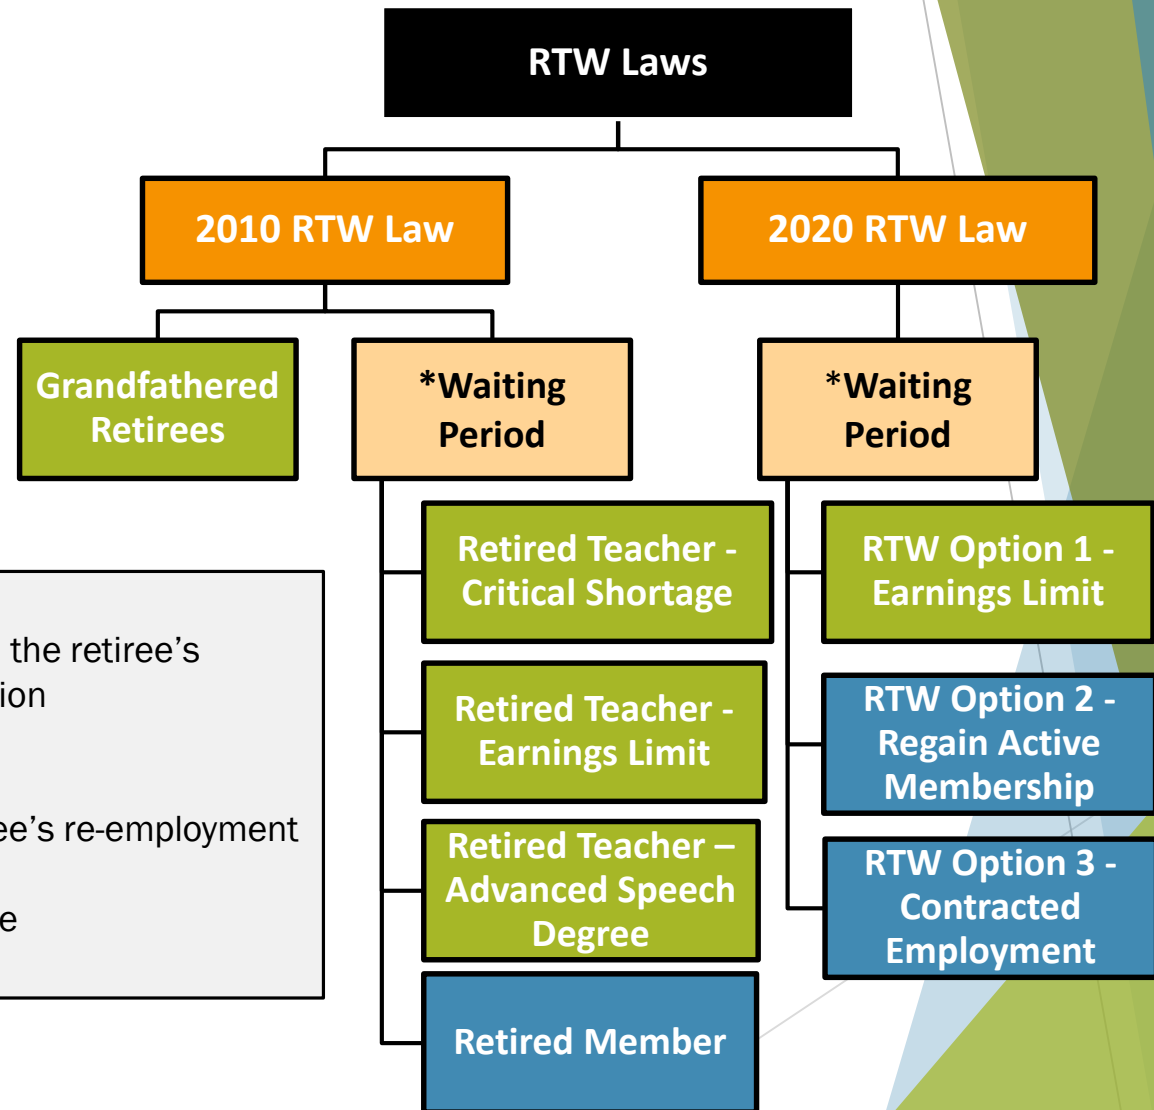 RTW Laws
2010 RTW Law
2020 RTW Law
Grandfathered
Retirees
*Waiting
Period
*Waiting
Period
Retired Teacher -
Critical Shortage
Retired Teacher -
Earnings Limit
Retired Teacher –
Advanced Speech
Degree
Retired Member
RTW Option 1 -
Earnings Limit
RTW Option 2 -
Regain Active
Membership
RTW Option 3 -
Contracted
Employment
the retiree’s
re-employment